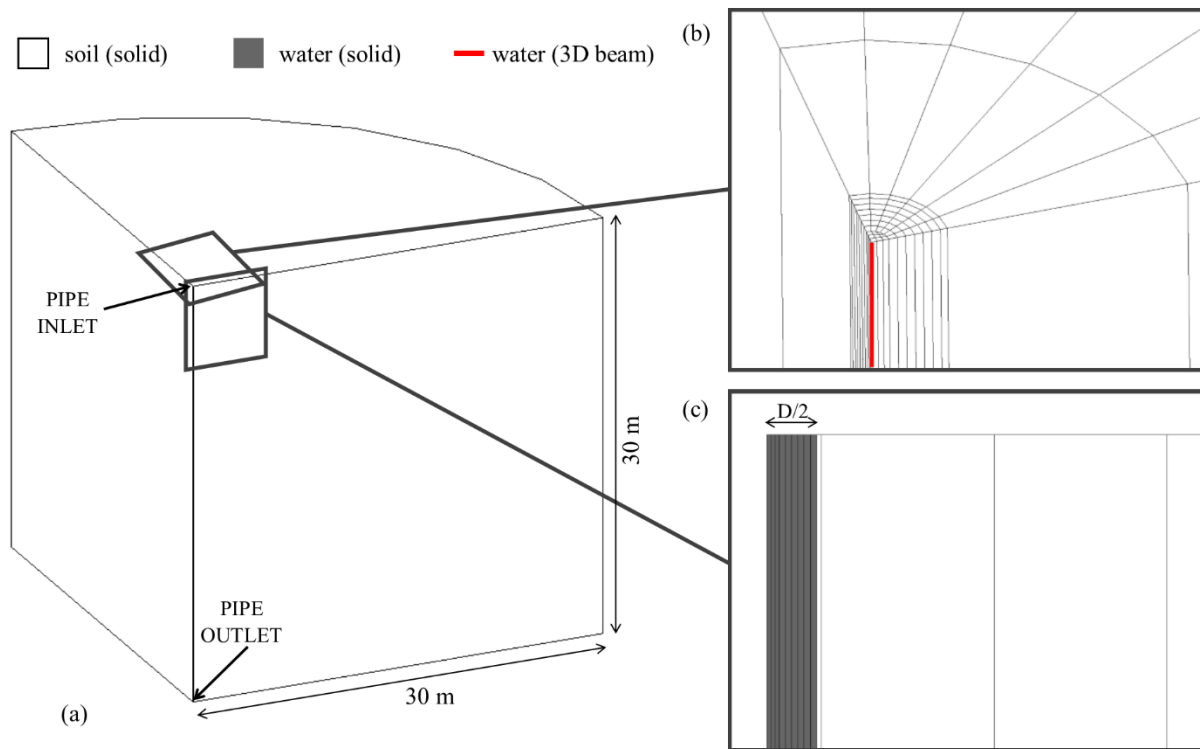 soil (solid)
water (solid)
water (3D beam)
(b)
PIPE
INLET
30 m
(c)
D/2
PIPE
OUTLET
30 m
(a)